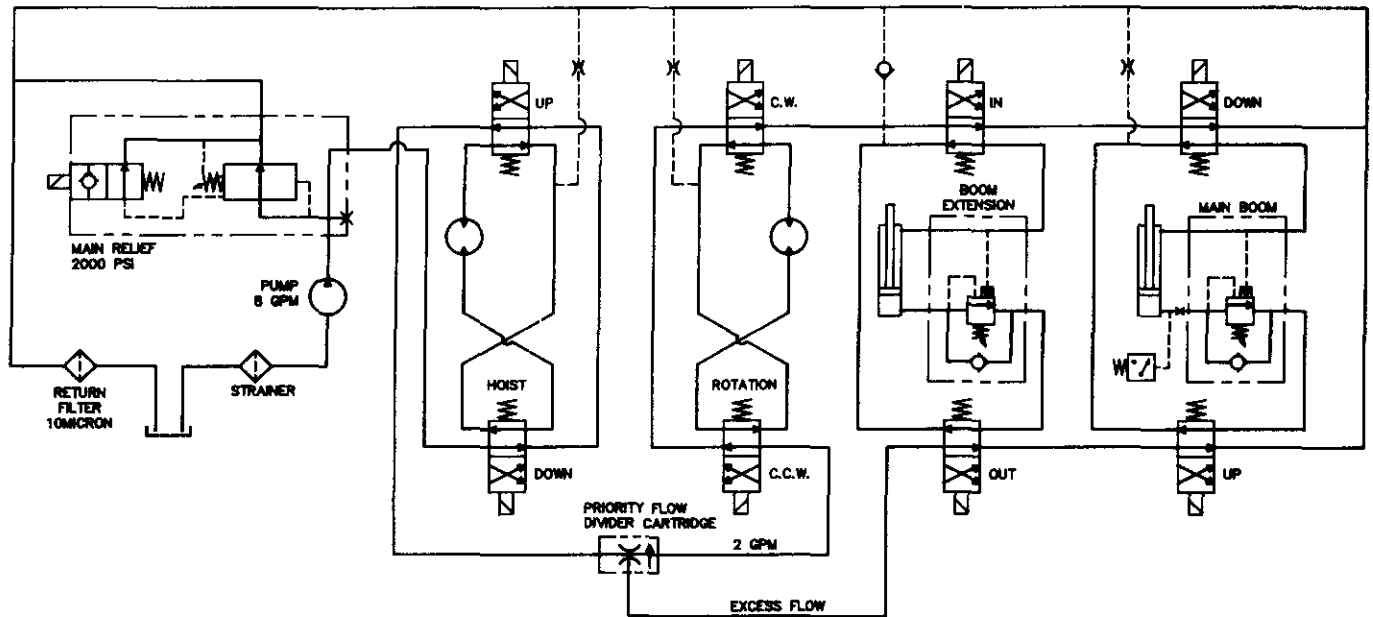 UP
C.W.
IN
DOWN
BOOM
EXTENSION
MAIN BOOM
MAIN RELIEF
2000 PSI
PUMP
8 GPM
RETURN
FILTER
10MICRON
STRAINER
HOIST
ROTATION
DOWN
C.C.W.
OUT
UP
PRIORITY FLOW
DIVIDER CARTRIDGE
2 GPM
EXCESS FLOW